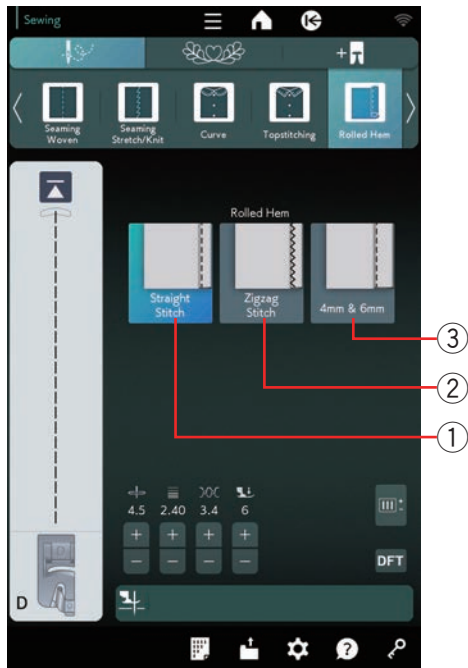 Sewing
Seaming
Woven
Seaming
Stretch/Knit
Curve
Topstitching
Rolled Hem
Rolled Hem
Straight
Stitch
Zigzag
Stitch
4mm & 6mm
3
2
1
4.5 2.40 3.4 6
+ + + +
− − − −
DFT
D